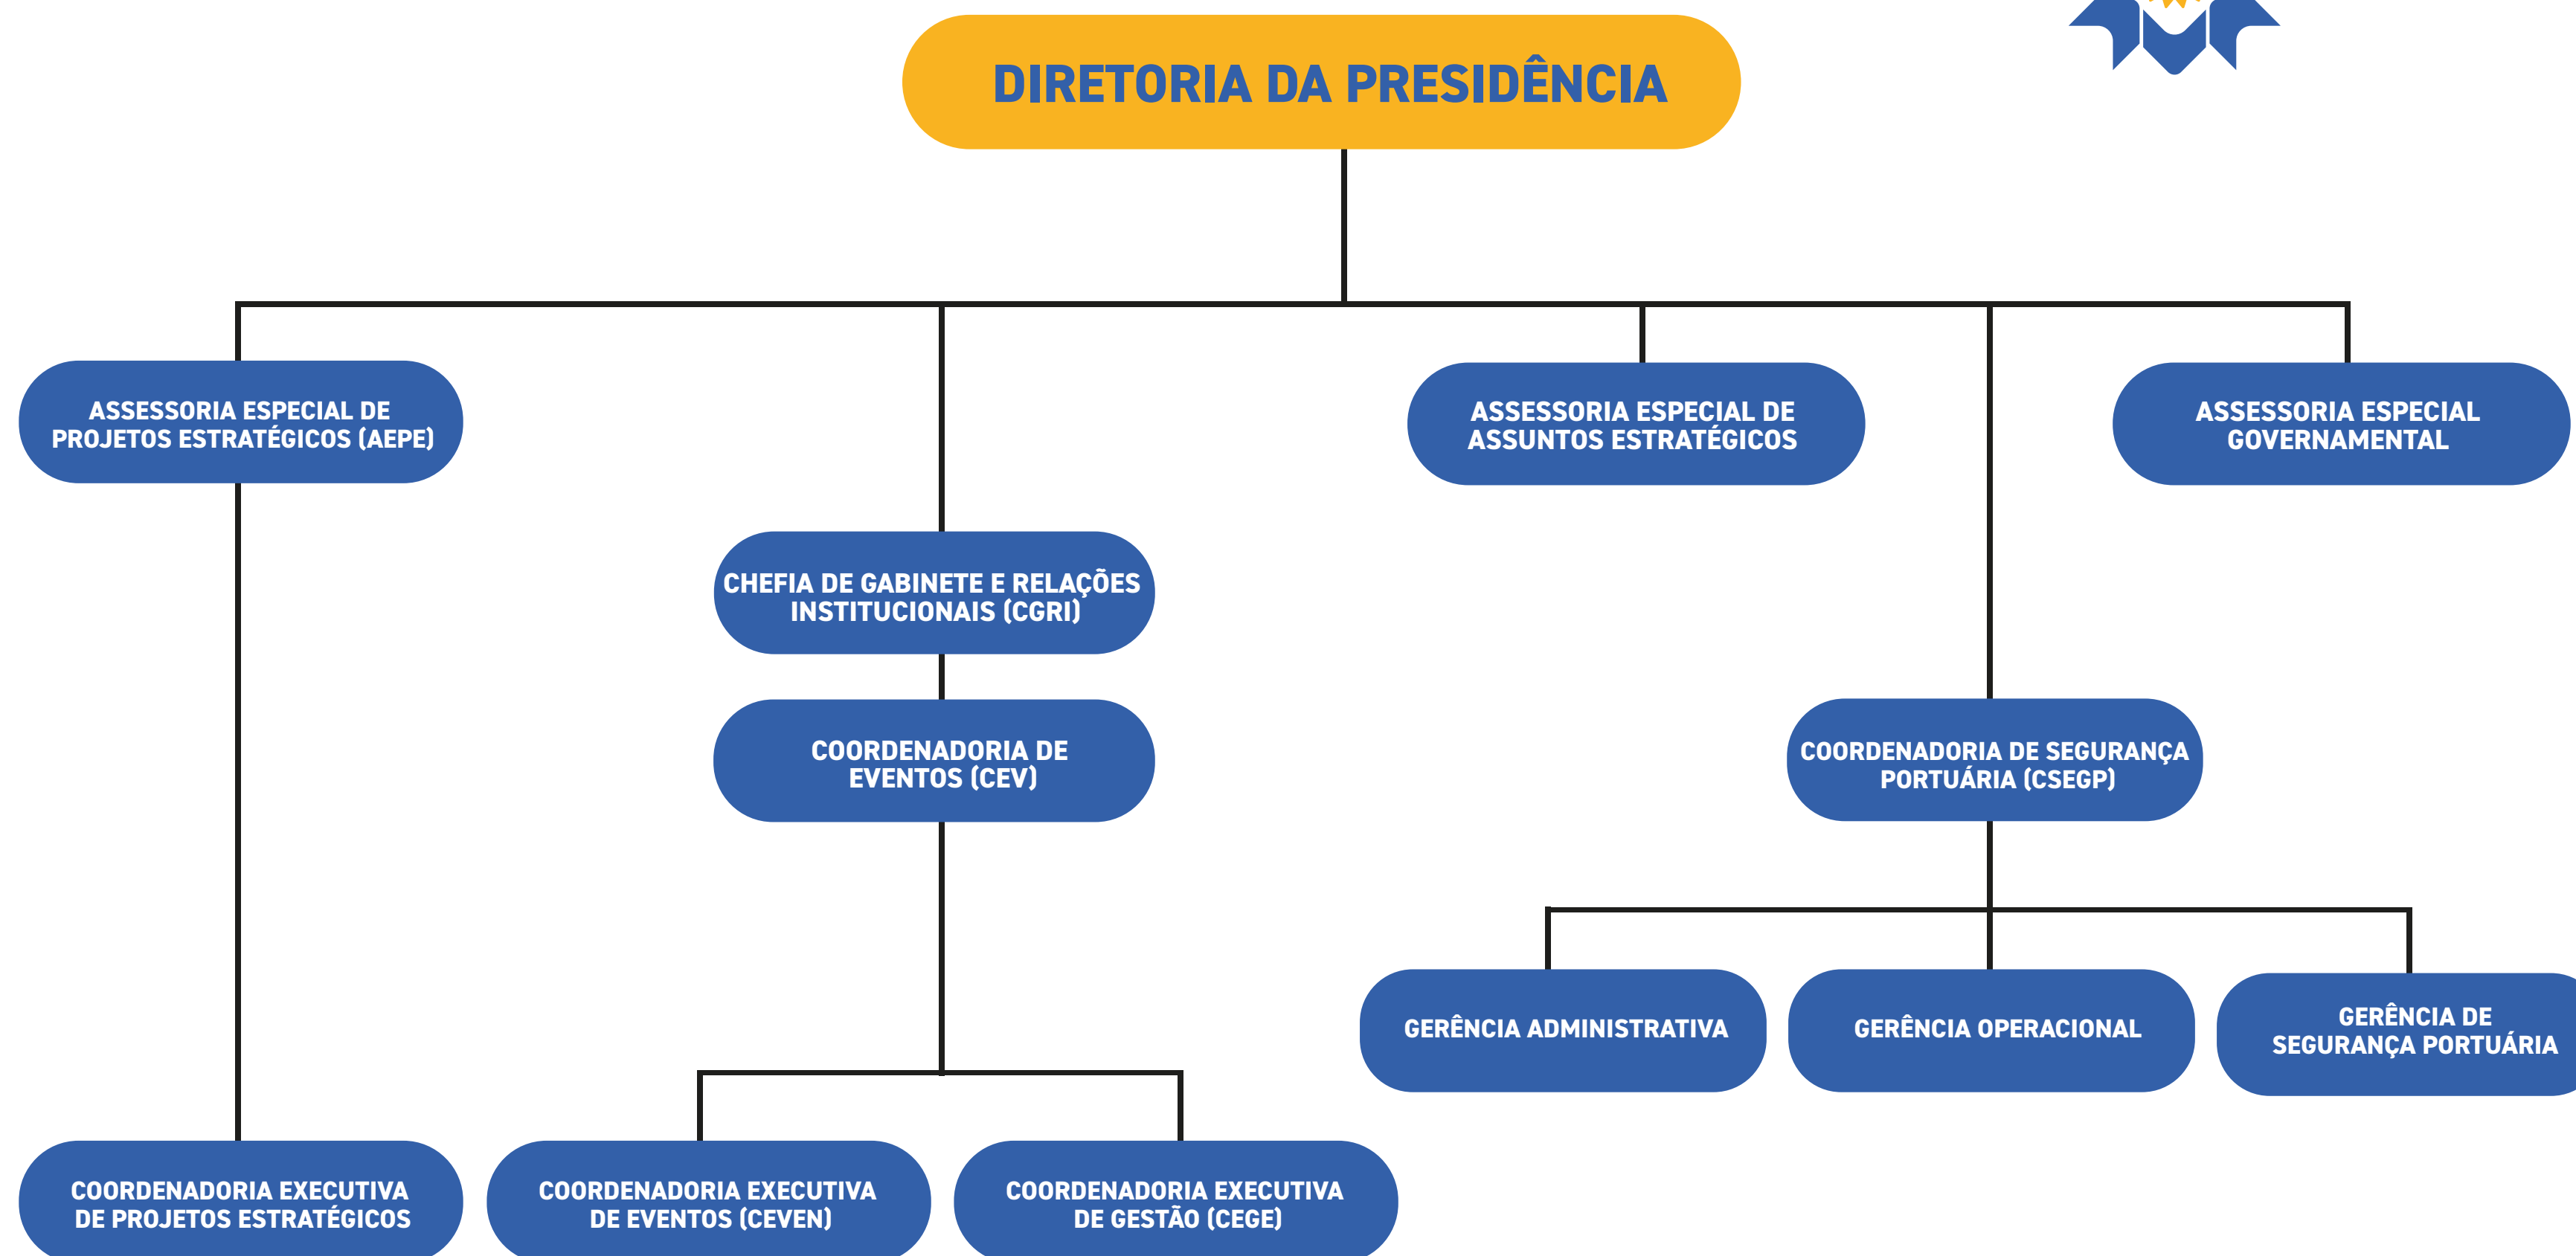 DIRETORIA DA PRESIDÊNCIA
ASSESSORIA ESPECIAL DE
PROJETOS ESTRATÉGICOS (AEPE)
ASSESSORIA ESPECIAL DE
ASSUNTOS ESTRATÉGICOS
ASSESSORIA ESPECIAL
GOVERNAMENTAL
CHEFIA DE GABINETE E RELAÇÕES
INSTITUCIONAIS (CGRI)
COORDENADORIA DE
EVENTOS (CEV)
COORDENADORIA DE SEGURANÇA
PORTUÁRIA (CSEGP)
GERÊNCIA ADMINISTRATIVA
GERÊNCIA OPERACIONAL
GERÊNCIA DE
SEGURANÇA PORTUÁRIA
COORDENADORIA EXECUTIVA
DE PROJETOS ESTRATÉGICOS
COORDENADORIA EXECUTIVA
DE EVENTOS (CEVEN)
COORDENADORIA EXECUTIVA
DE GESTÃO (CEGE)